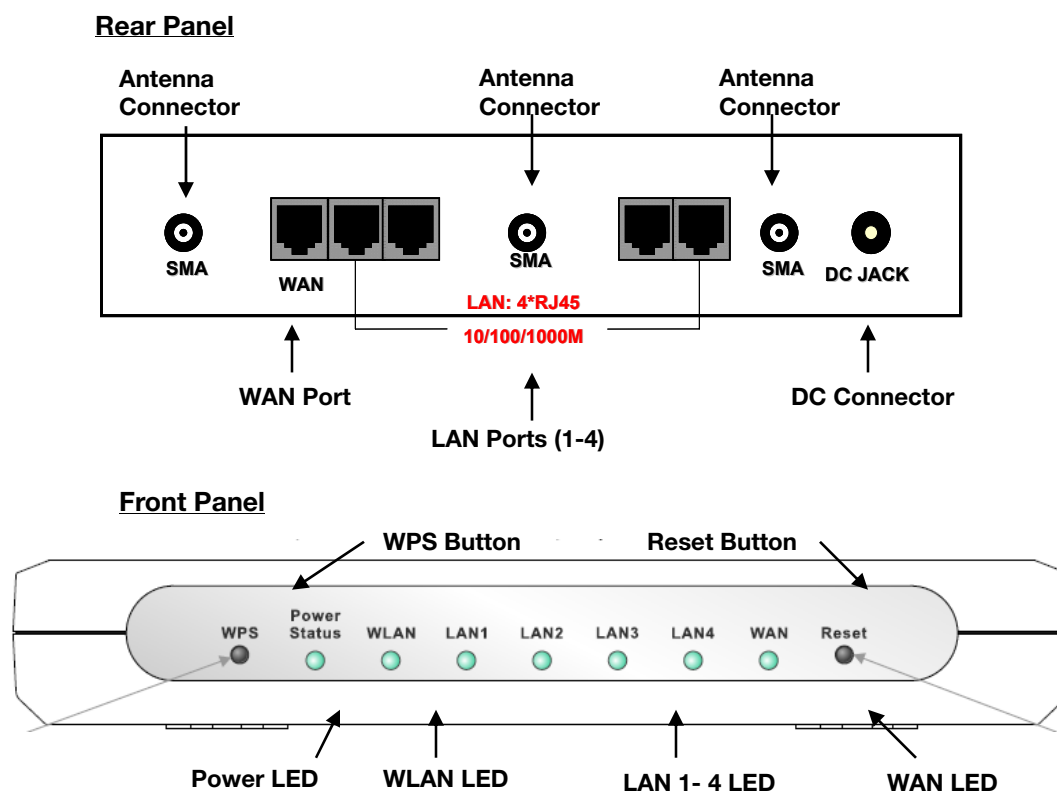 Rear Panel
Antenna
Connector
Antenna
Connector
Antenna
Connector
SMA
WAN
SMA
SMA
DC JACK
LAN: 4*RJ45
10/100/1000M
WAN Port
DC Connector
LAN Ports (1-4)
Front Panel
WPS Button
Reset Button
WPS
Power
Status
WLAN
LAN1
LAN2
LAN3
LAN4
WAN
Reset
Power LED
WLAN LED
LAN 1- 4 LED
WAN LED